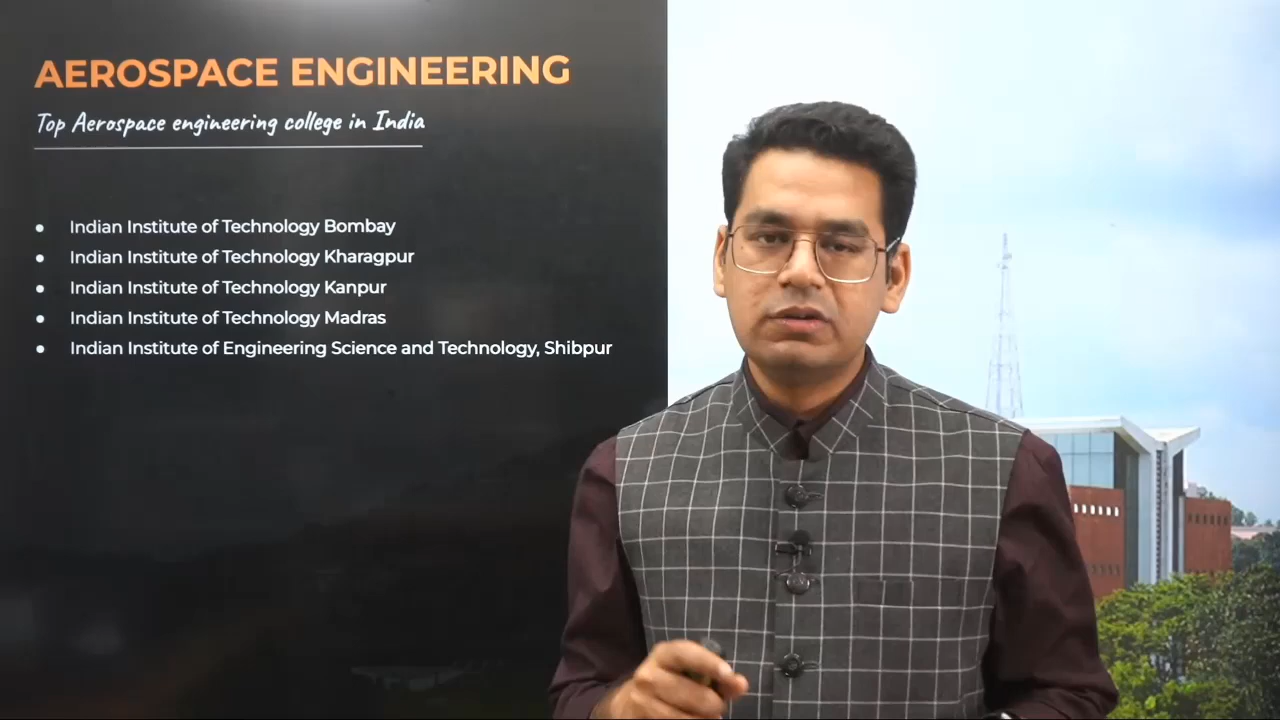 AEROSPACE ENGINEERING
Top Aerospace engineering college in India
Indian Institute of Technology Bombay
Indian Institute of Technology Kharagpur
Indian Institute of Technology Kanpur
Indian Institute of Technology Madras
Indian Institute of Engineering Science and Technology, Shibpur